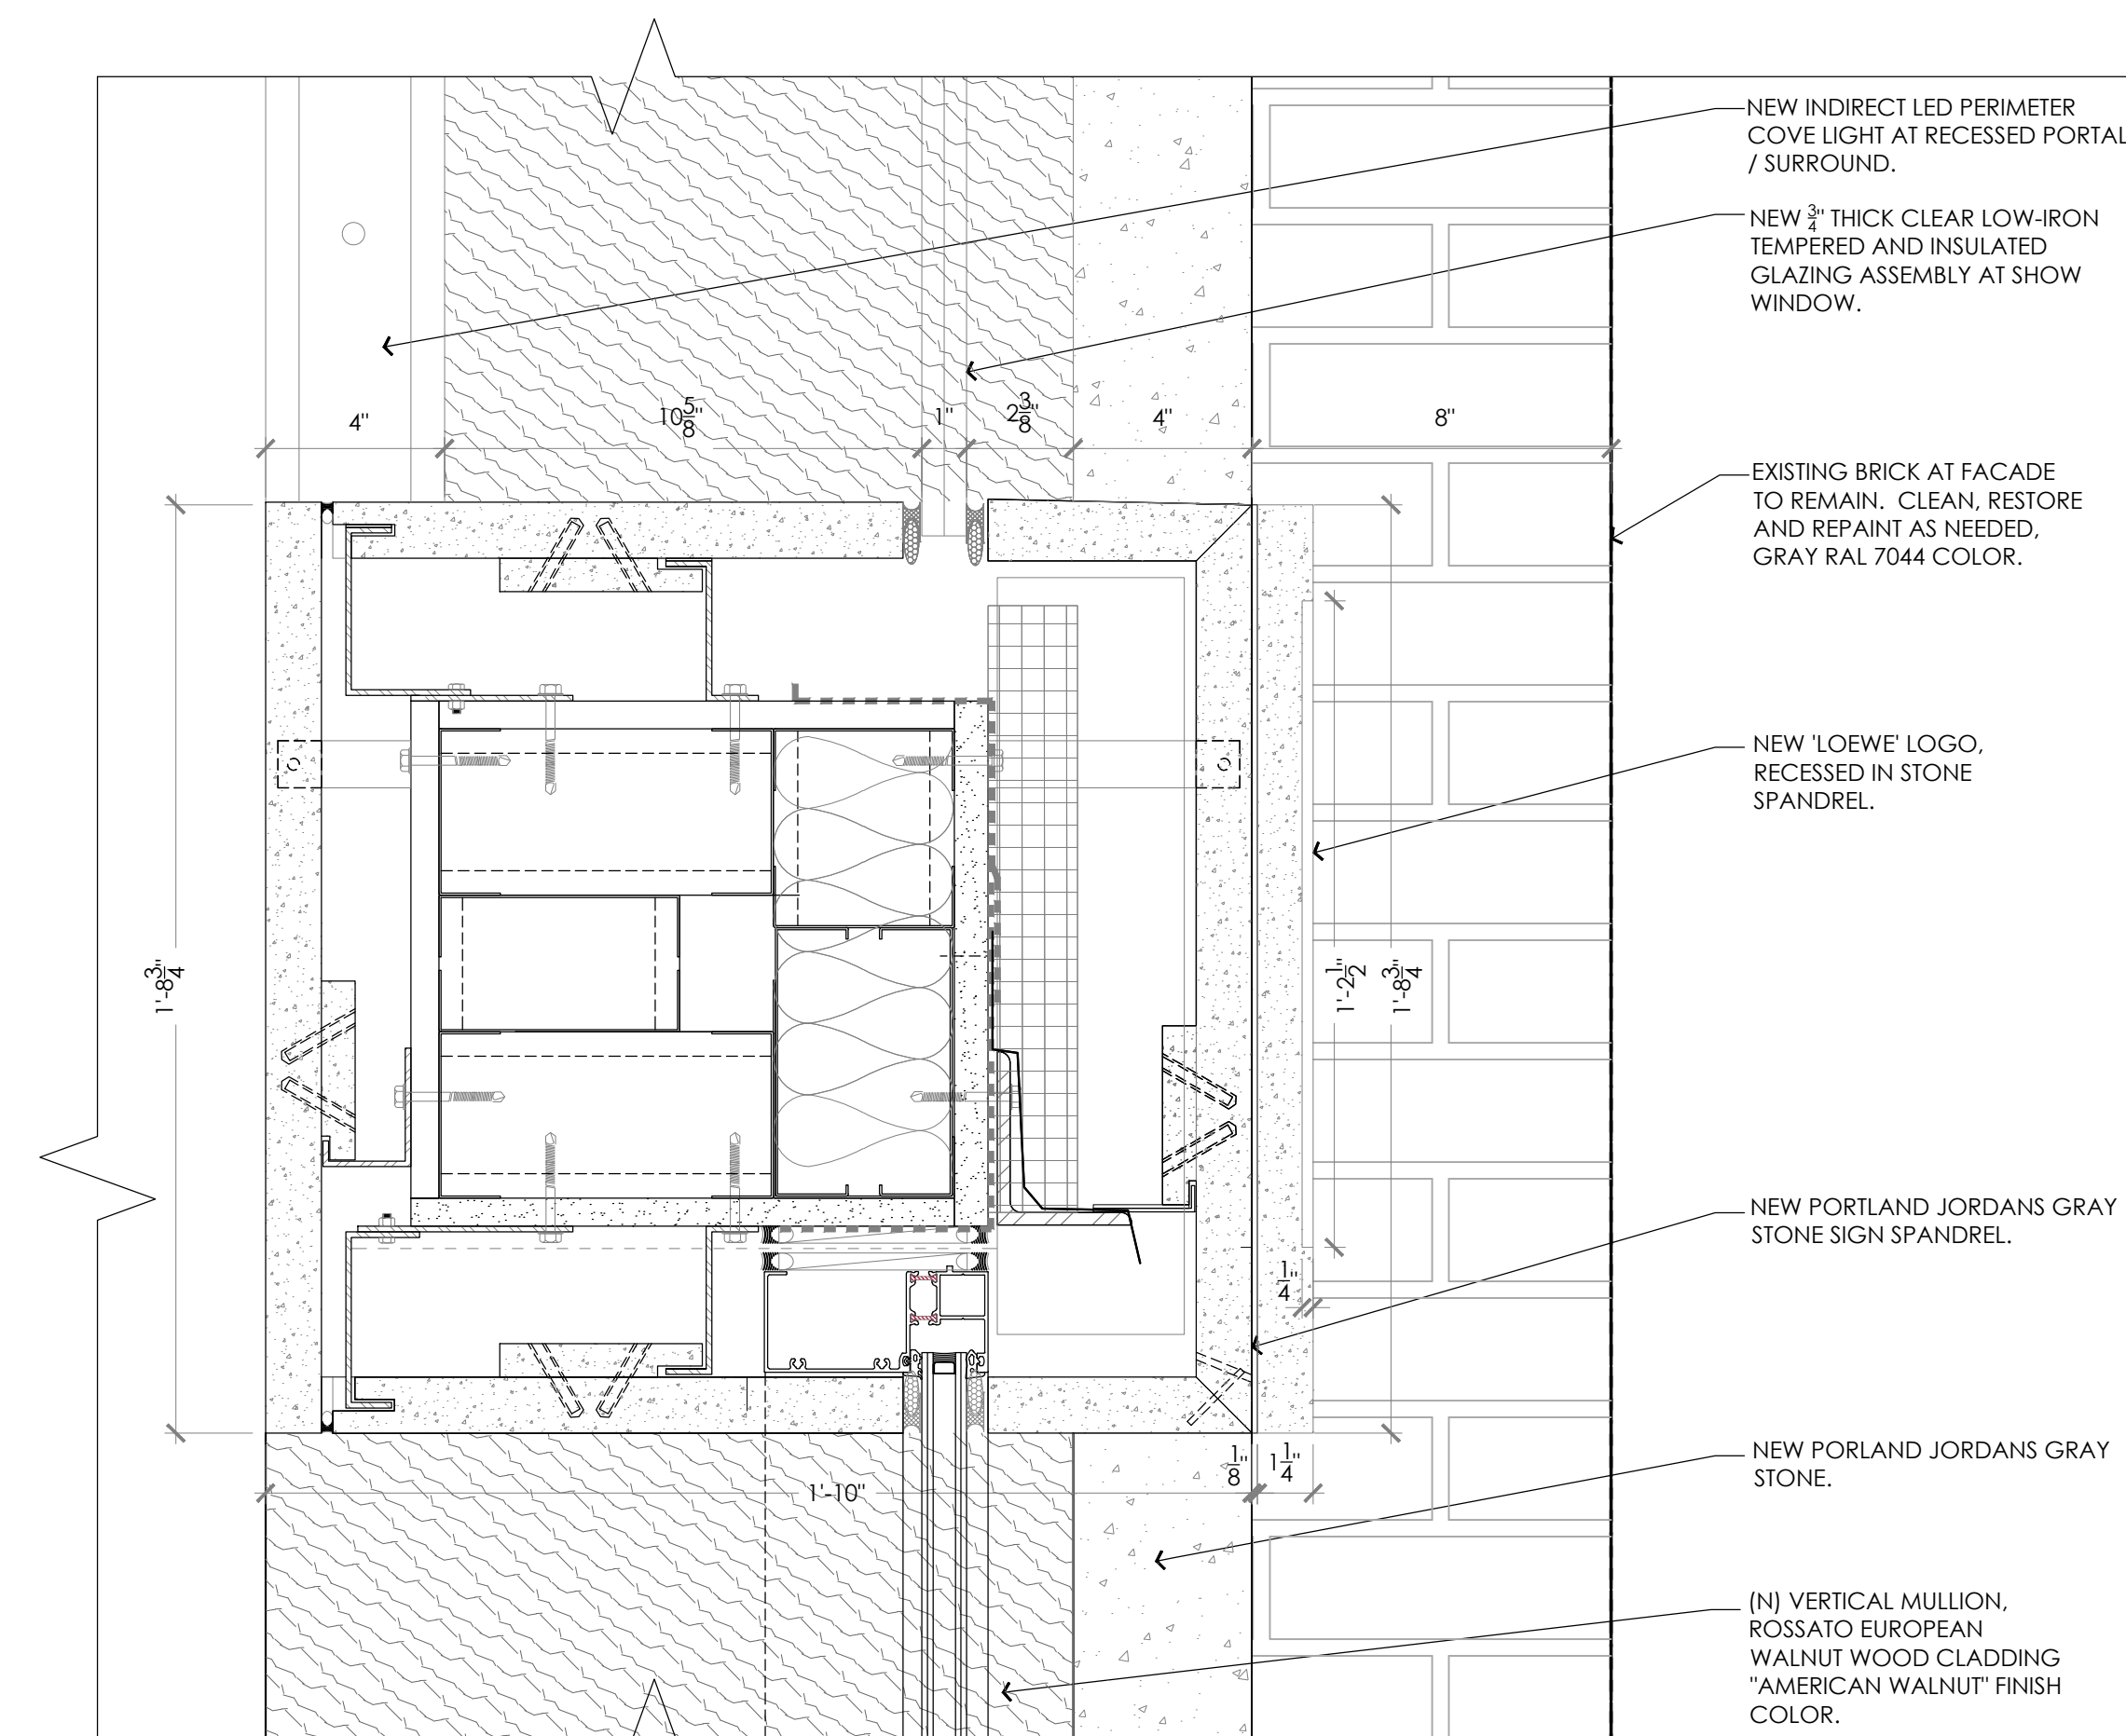 NEW INDIRECT LED PERIMETER
COVE LIGHT AT RECESSED PORTAL
/ SURROUND.
NEW 3/4" THICK CLEAR LOW-IRON
TEMPERED AND INSULATED
GLAZING ASSEMBLY AT SHOW
WINDOW.
4"
10 5/8"
1"
2 3/8"
4"
8"
EXISTING BRICK AT FACADE
TO REMAIN. CLEAN, RESTORE
AND REPAINT AS NEEDED,
GRAY RAL 7044 COLOR.
NEW 'LOEWE' LOGO,
RECESSED IN STONE
SPANDREL.
1'-8 3/4"
1'-2 1/2"
1'-8 3/4"
NEW PORTLAND JORDANS GRAY
STONE SIGN SPANDREL.
1/4"
NEW PORLAND JORDANS GRAY
STONE.
1/8"
1 1/4"
1'-10"
(N) VERTICAL MULLION,
ROSSATO EUROPEAN
WALNUT WOOD CLADDING
"AMERICAN WALNUT" FINISH
COLOR.